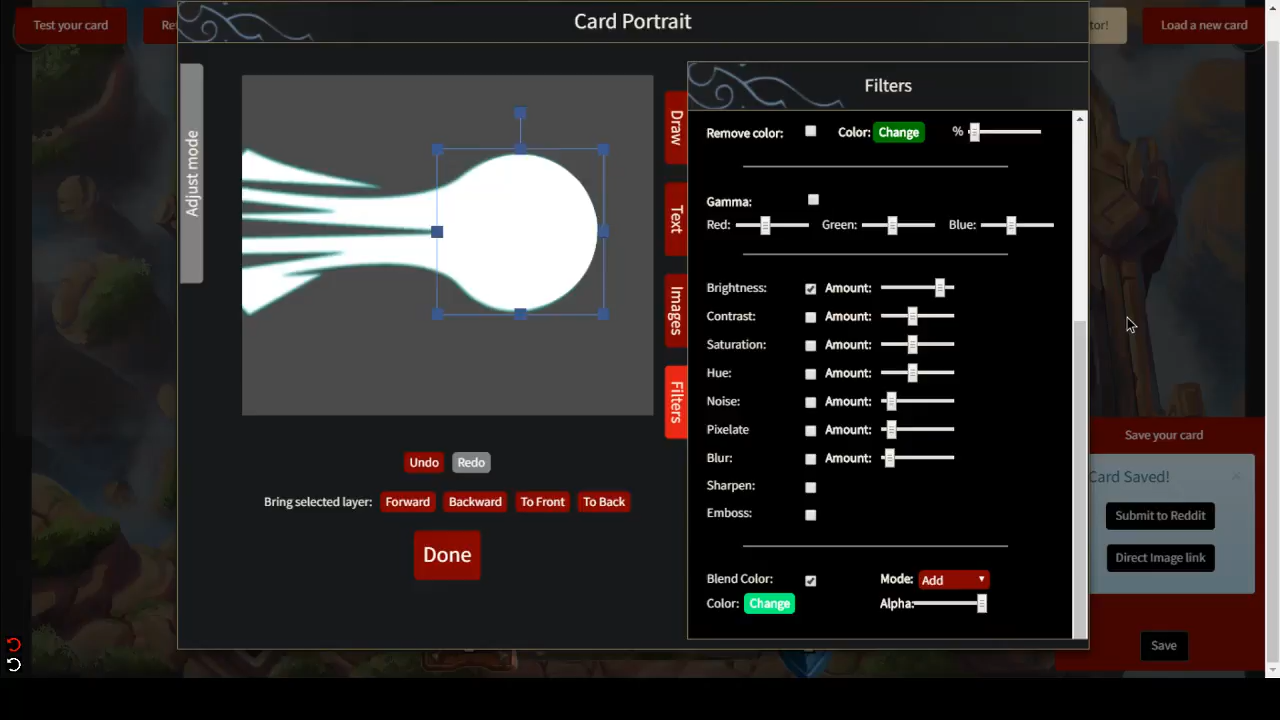 Card Portrait
Test your card
Re
tor!
Load a new card
Adjust mode
Draw
Text
Images
Filters
Filters
Remove color:
Color: Change
%
Gamma:
Red:
Green:
Blue:
Brightness:
Amount:
Contrast:
Amount:
Saturation:
Amount:
Hue:
Amount:
Noise:
Amount:
Pixelate
Amount:
Blur:
Amount:
Sharpen:
Emboss:
Blend Color:
Mode: Add
Color: Change
Alpha:
Undo
Redo
Bring selected layer: Forward Backward To Front To Back
Done
Save your card
Card Saved!
×
Submit to Reddit
Direct Image link
Save